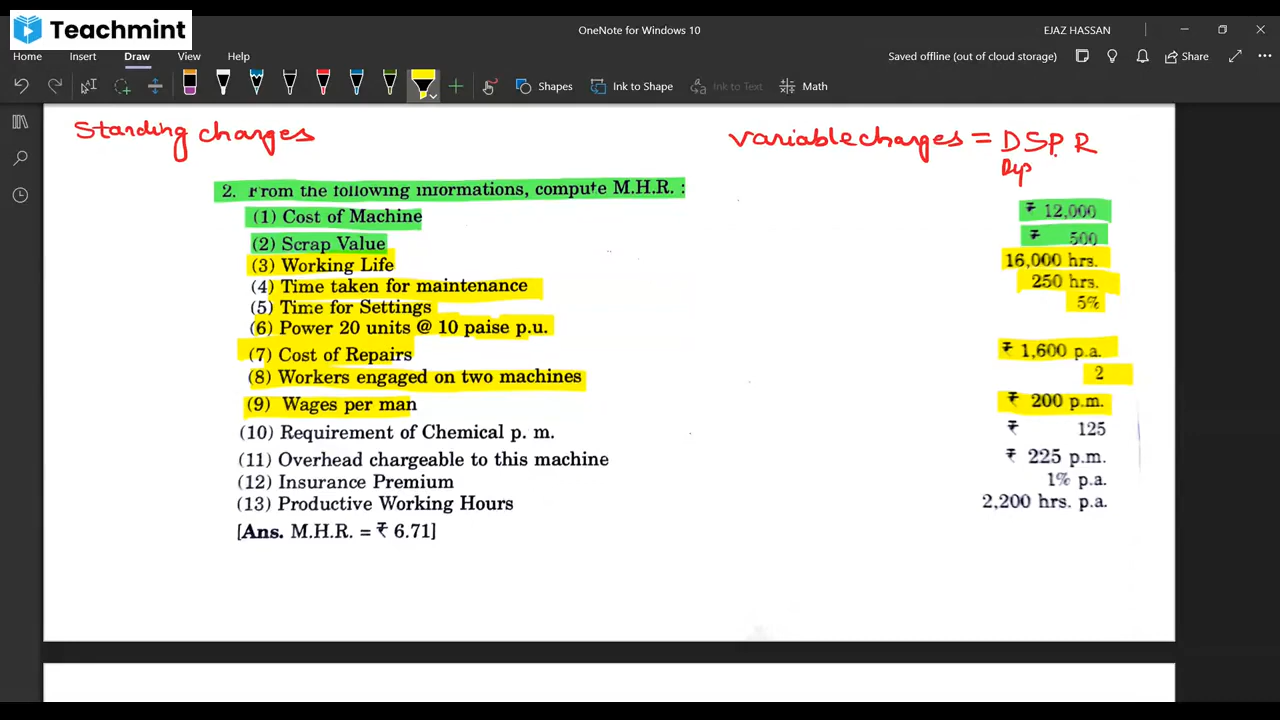 Teachmint
OneNote for Windows 10
EJAZ HASSAN
Home Insert Draw View Help
Saved offline (out of cloud storage)
Share
Shapes
Ink to Shape
Ink to Text
Math
Standing charges
variable charges = D S P. R
Dep
2. From the following informations, compute M.H.R. :
(1) Cost of Machine ₹ 12,000
(2) Scrap Value ₹ 500
(3) Working Life 16,000 hrs.
(4) Time taken for maintenance 250 hrs.
(5) Time for Settings 5%
(6) Power 20 units @ 10 paise p.u.
(7) Cost of Repairs ₹ 1,600 p.a.
(8) Workers engaged on two machines 2
(9) Wages per man ₹ 200 p.m.
(10) Requirement of Chemical p. m. ₹ 125
(11) Overhead chargeable to this machine ₹ 225 p.m.
(12) Insurance Premium 1% p.a.
(13) Productive Working Hours 2,200 hrs. p.a.
[Ans. M.H.R. = ₹ 6.71]